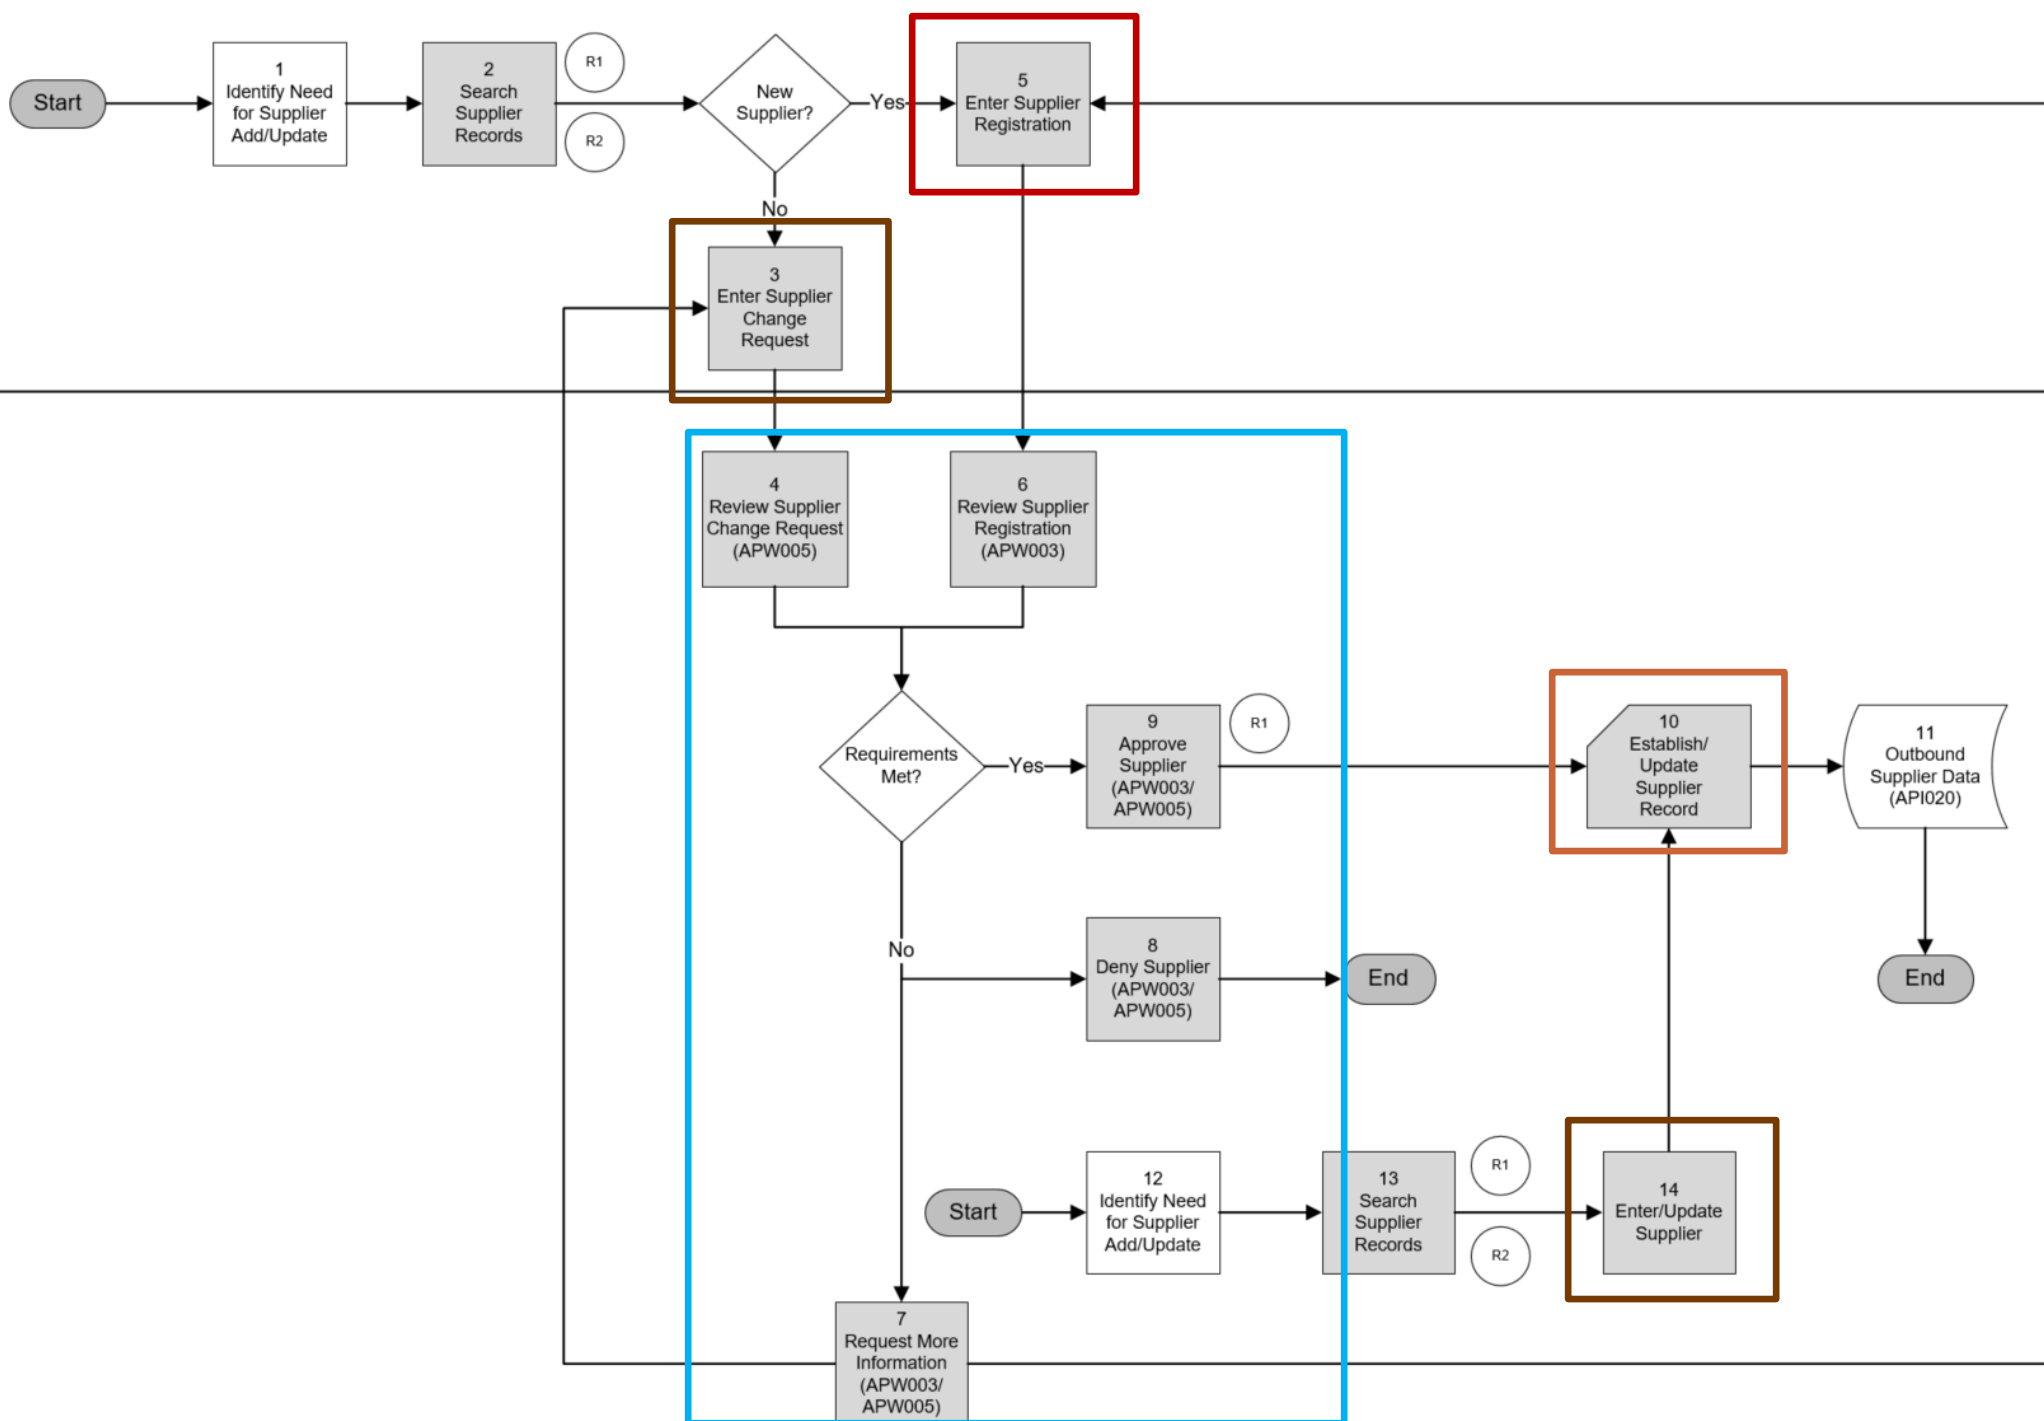 Start
1
Identify Need
for Supplier
Add/Update
2
Search
Supplier
Records
R1
R2
New
Supplier?
Yes
5
Enter Supplier
Registration
No
3
Enter Supplier
Change
Request
4
Review Supplier
Change Request
(APW005)
6
Review Supplier
Registration
(APW003)
Requirements
Met?
Yes
9
Approve
Supplier
(APW003/
APW005)
R1
10
Establish/
Update
Supplier
Record
11
Outbound
Supplier Data
(API020)
No
8
Deny Supplier
(APW003/
APW005)
End
End
Start
12
Identify Need
for Supplier
Add/Update
13
Search
Supplier
Records
R1
R2
14
Enter/Update
Supplier
7
Request More
Information
(APW003/
APW005)